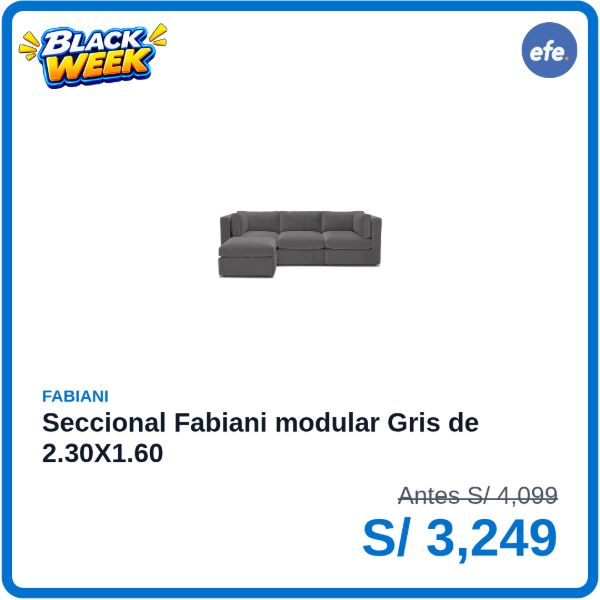 BLACK
WEEK
efe.
FABIANI
Seccional Fabiani modular Gris de
2.30X1.60
Antes S/ 4,099
S/ 3,249